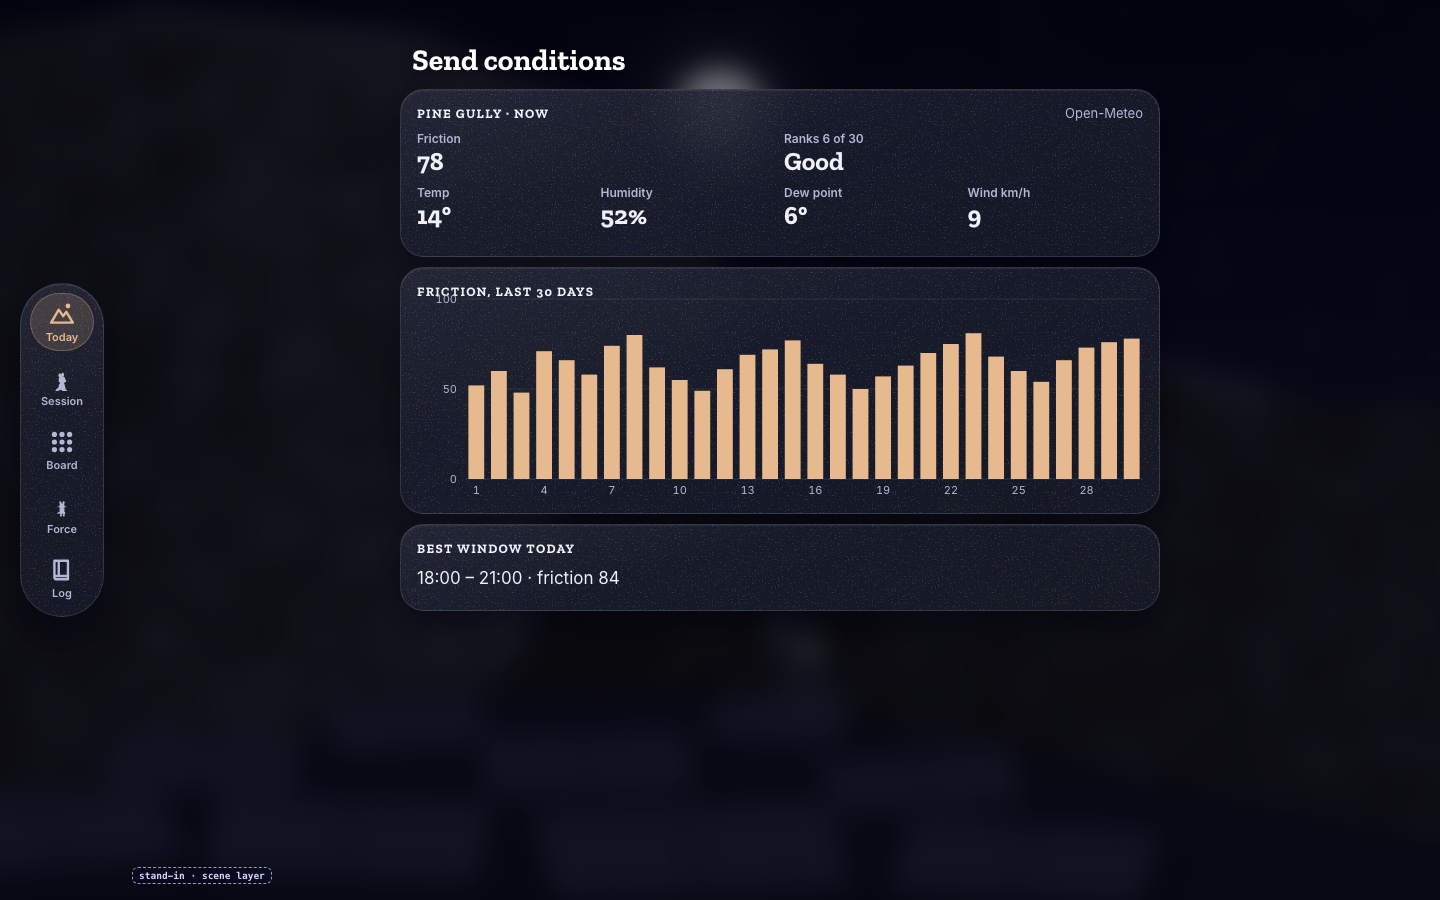 Send conditions
PINE GULLY · NOW
Open-Meteo
Friction
Ranks 6 of 30
78
Good
Temp
Humidity
Dew point
Wind km/h
14°
52%
6°
9
FRICTION, LAST 30 DAYS
100
50
0
1 4 7 10 13 16 19 22 25 28
BEST WINDOW TODAY
18:00 – 21:00 · friction 84
Today
Session
Board
Force
Log
stand-in · scene layer